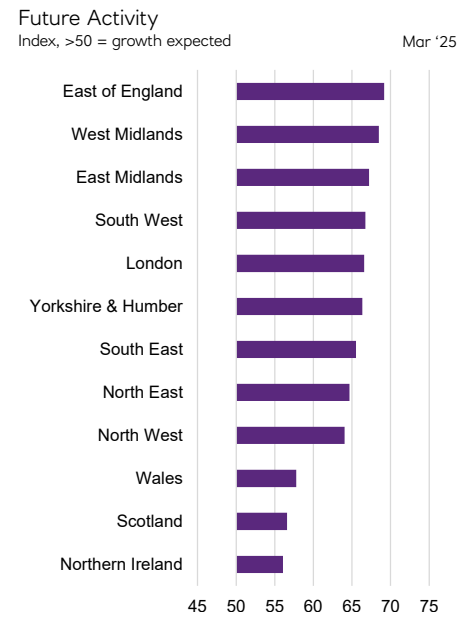 Future Activity
Index, >50 = growth expected
Mar ‘25
East of England
West Midlands
East Midlands
South West
London
Yorkshire & Humber
South East
North East
North West
Wales
Scotland
Northern Ireland
45 50 55 60 65 70 75